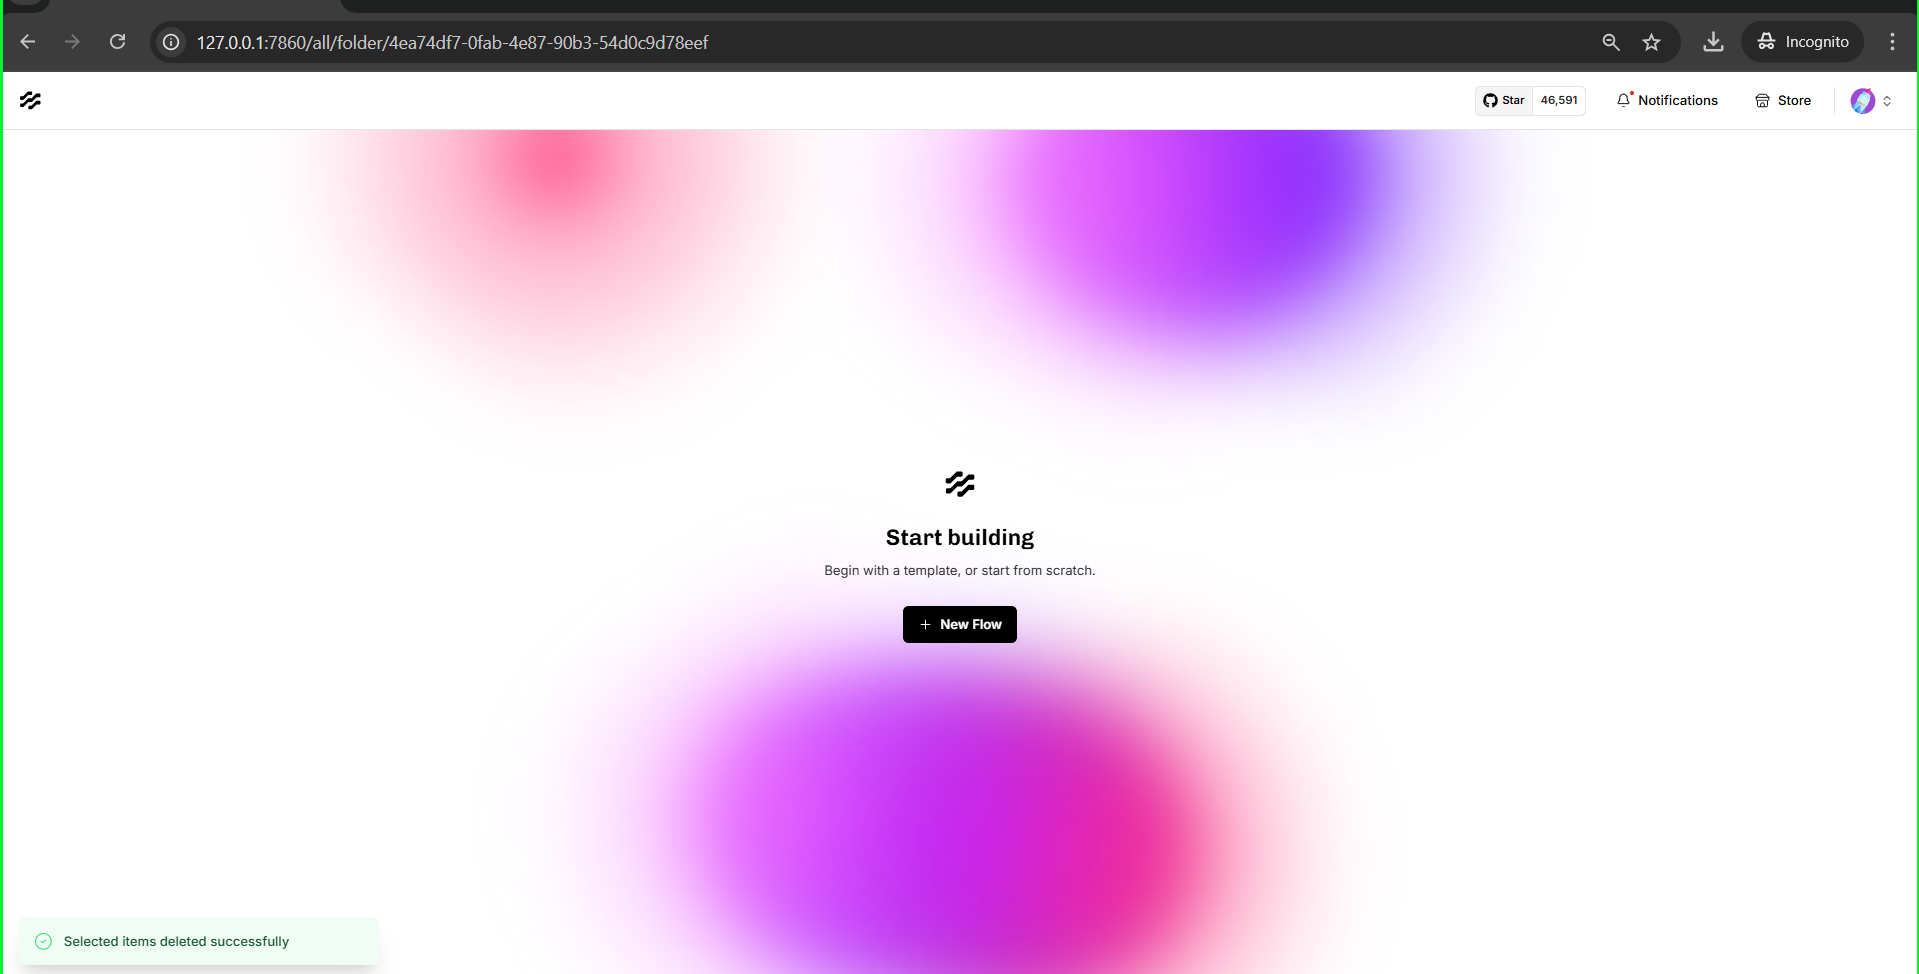 127.0.0.1:7860/all/folder/4ea74df7-0fab-4e87-90b3-54d0c9d78eef
Incognito
Star 46,591 Notifications Store
Start building
Begin with a template, or start from scratch.
+ New Flow
Selected items deleted successfully